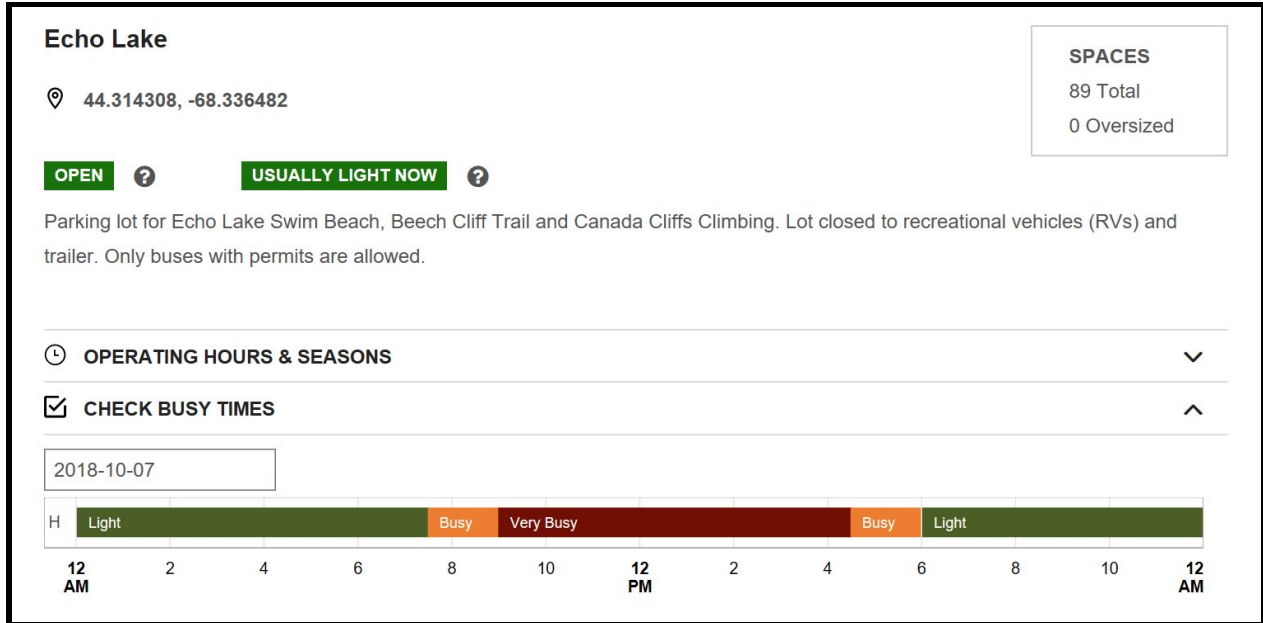 Echo Lake
SPACES
89 Total
0 Oversized
44.314308, -68.336482
OPEN ? USUALLY LIGHT NOW ?
Parking lot for Echo Lake Swim Beach, Beech Cliff Trail and Canada Cliffs Climbing. Lot closed to recreational vehicles (RVs) and
trailer. Only buses with permits are allowed.
OPERATING HOURS & SEASONS
CHECK BUSY TIMES
2018-10-07
H Light Busy Very Busy Busy Light
12 2 4 6 8 10 12 2 4 6 8 10 12
AM PM AM